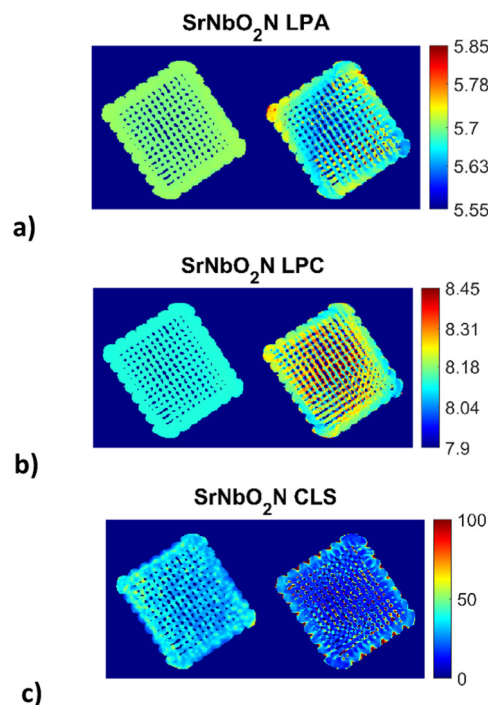 SrNbO2N LPA
5.85
5.78
5.7
5.63
5.55
a)
SrNbO2N LPC
8.45
8.31
8.18
8.04
7.9
b)
SrNbO2N CLS
100
50
0
c)